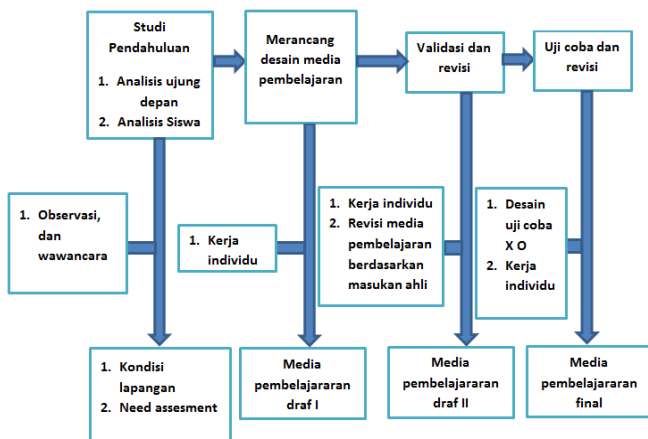 Studi
Pendahuluan
1. Analisis ujung
depan
2. Analisis Siswa
Merancang
desain media
pembelajaran
Validasi dan
revisi
Uji coba dan
revisi
1. Observasi,
dan
wawancara
1. Kerja
individu
1. Kerja individu
2. Revisi media
pembelajaran
berdasarkan
masukan ahli
1. Desain
uji coba
X O
2. Kerja
individu
1. Kondisi
lapangan
2. Need assesment
Media
pembelajararan
draf I
Media
pembelajararan
draf II
Media
pembelajararan
final